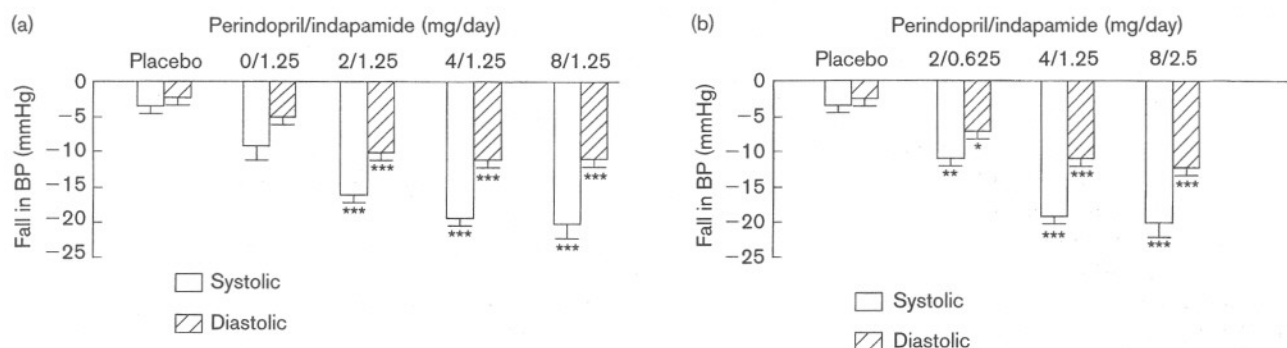 (a) Perindopril/indapamide (mg/day)
Placebo 0/1.25 2/1.25 4/1.25 8/1.25
Fall in BP (mmHg)
0
−5
−10
−15
−20
−25
***
***
***
***
***
***
Systolic
Diastolic
(b) Perindopril/indapamide (mg/day)
Placebo 2/0.625 4/1.25 8/2.5
Fall in BP (mmHg)
0
−5
−10
−15
−20
−25
*
**
***
***
***
***
Systolic
Diastolic